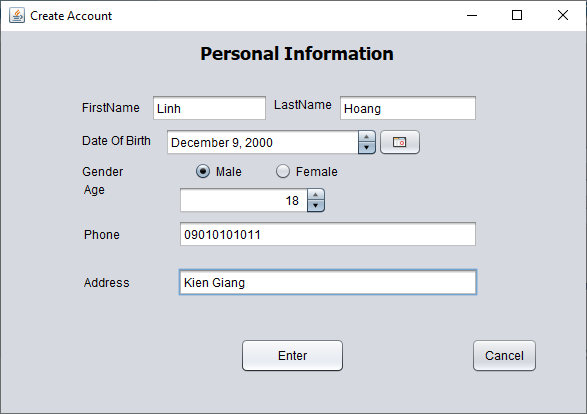 Create Account
Personal Information
FirstName Linh LastName Hoang
Date Of Birth December 9, 2000
Gender Male Female
Age 18
Phone 09010101011
Address Kien Giang
Enter Cancel